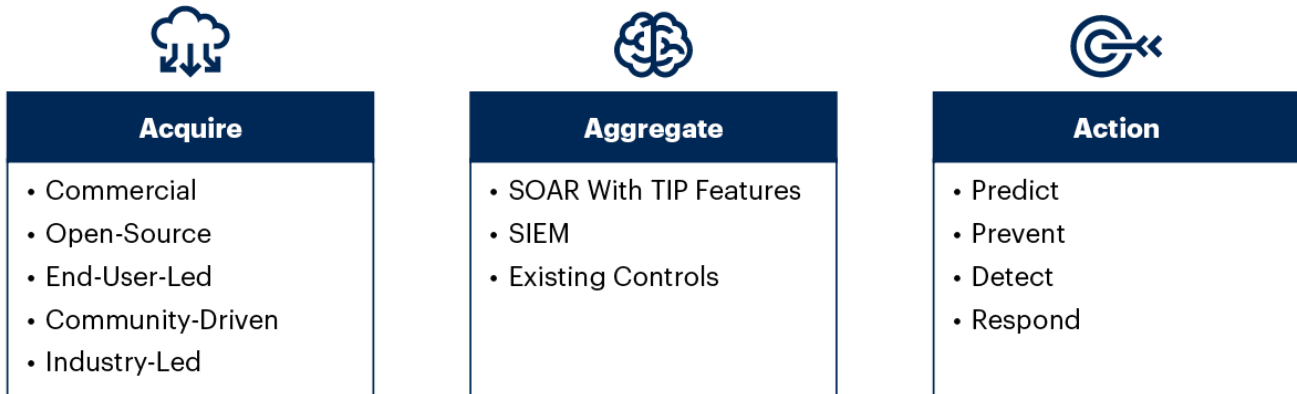 Acquire
• Commercial
• Open-Source
• End-User-Led
• Community-Driven
• Industry-Led
Aggregate
• SOAR With TIP Features
• SIEM
• Existing Controls
Action
• Predict
• Prevent
• Detect
• Respond